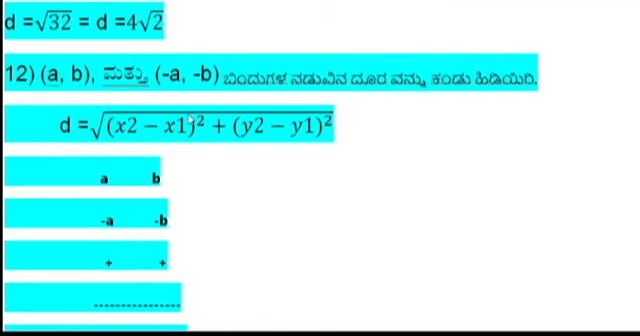 d =√32 = d =4√2
12) (a, b), ಮತ್ತು (-a, -b) ಬಿಂದುಗಳ ನಡುವಿನ ದೂರ ವನ್ನು ಕಂಡು ಹಿಡಿಯಿರಿ.
d =√(x2 − x1)² + (y2 − y1)²
a b
-a -b
+ +
----------------